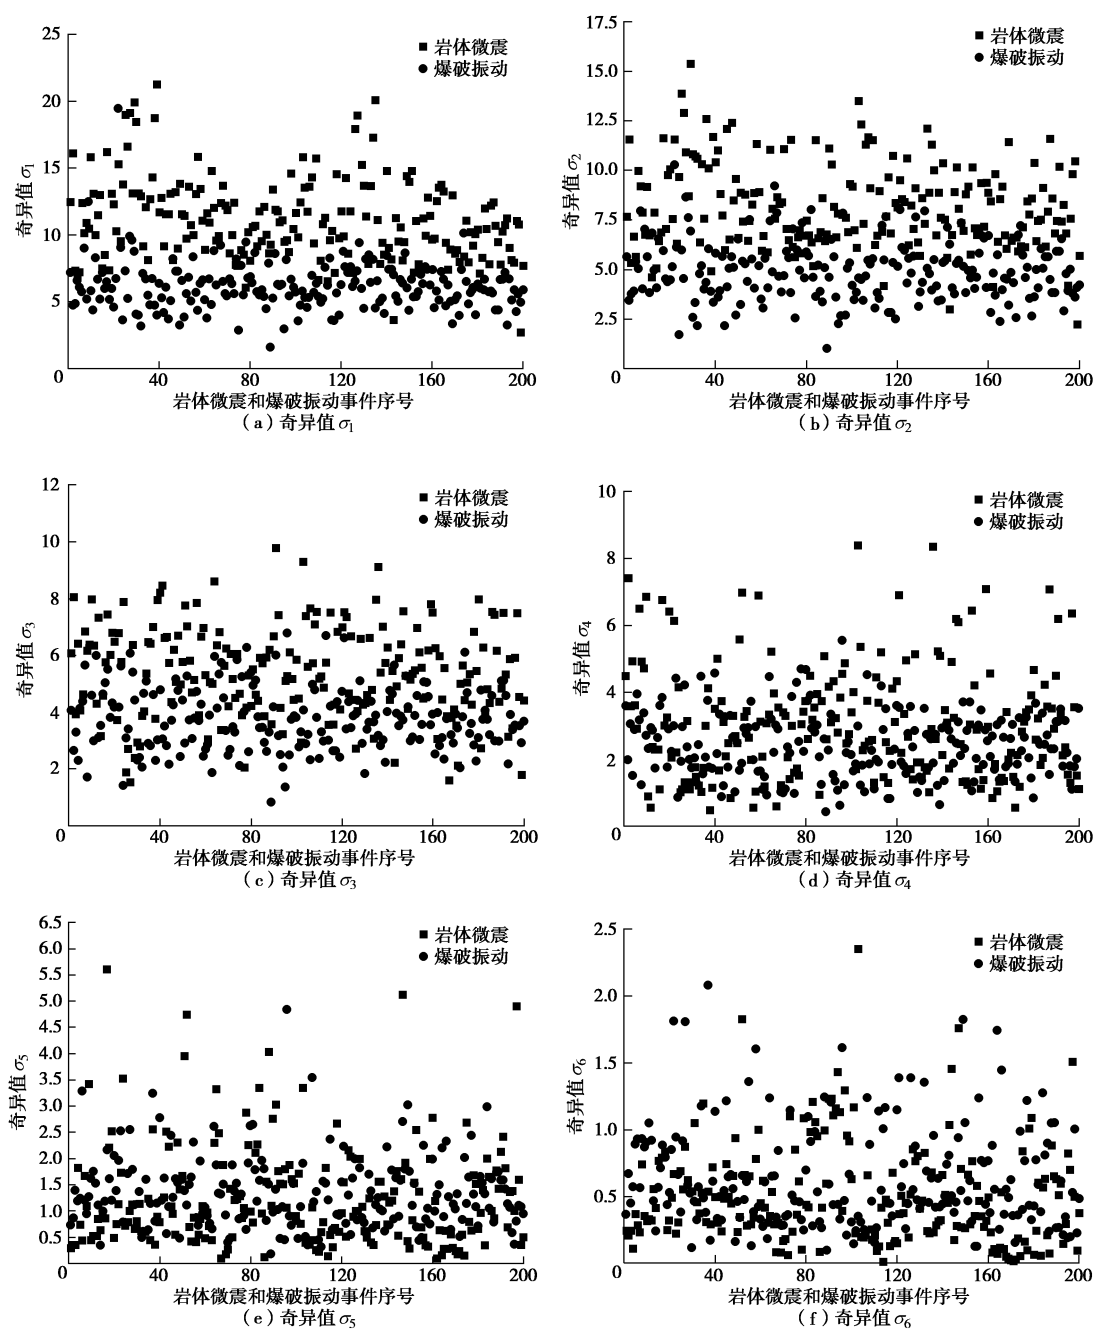 25
20
15
10
5
0
40
80
120
160
200
奇异值σ1
■ 岩体微震
● 爆破振动
岩体微震和爆破振动事件序号
(a)奇异值σ1
17.5
15.0
12.5
10.0
7.5
5.0
2.5
0
40
80
120
160
200
奇异值σ2
■ 岩体微震
● 爆破振动
岩体微震和爆破振动事件序号
(b)奇异值σ2
12
10
8
6
4
2
0
40
80
120
160
200
奇异值σ3
■ 岩体微震
● 爆破振动
岩体微震和爆破振动事件序号
(c)奇异值σ3
10
8
6
4
2
0
40
80
120
160
200
奇异值σ4
■ 岩体微震
● 爆破振动
岩体微震和爆破振动事件序号
(d)奇异值σ4
6.5
6.0
5.5
5.0
4.5
4.0
3.5
3.0
2.5
2.0
1.5
1.0
0.5
0
40
80
120
160
200
奇异值σ5
■ 岩体微震
● 爆破振动
岩体微震和爆破振动事件序号
(e)奇异值σ5
2.5
2.0
1.5
1.0
0.5
0
40
80
120
160
200
奇异值σ6
■ 岩体微震
● 爆破振动
岩体微震和爆破振动事件序号
(f)奇异值σ6